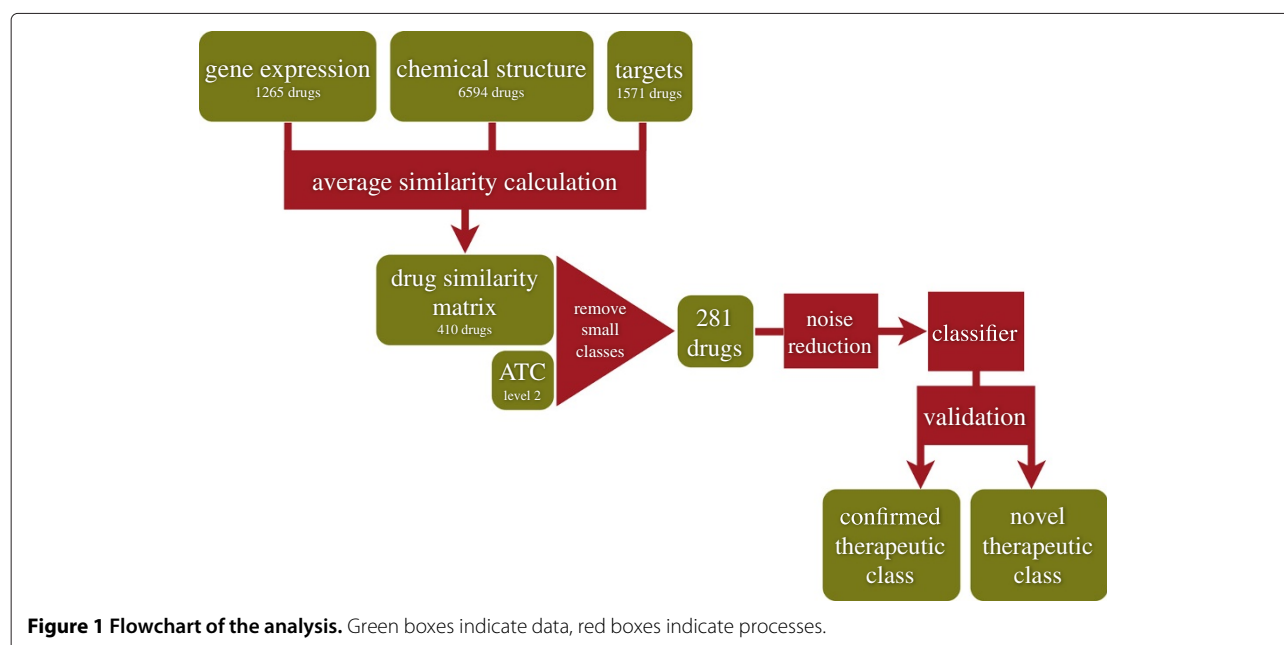 gene expression
1265 drugs
chemical structure
6594 drugs
targets
1571 drugs
average similarity calculation
drug similarity
matrix
410 drugs
ATC
level 2
remove
small
classes
281
drugs
noise
reduction
classifier
validation
confirmed
therapeutic
class
novel
therapeutic
class
Figure 1 Flowchart of the analysis. Green boxes indicate data, red boxes indicate processes.